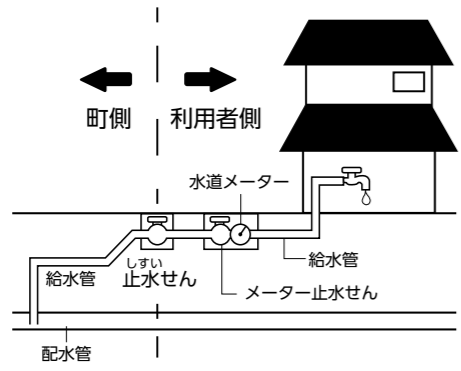 町側
利用者側
水道メーター
給水管
しすい
止水せん
給水管
メーター止水せん
配水管